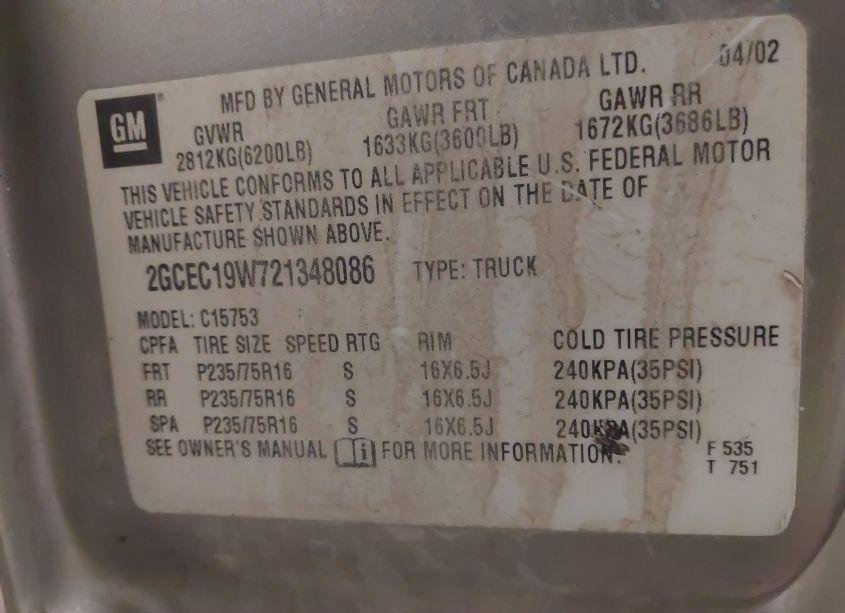 MFD BY GENERAL MOTORS OF CANADA LTD. 04/02
GM
GVWR GAWR FRT GAWR RR
2812KG(6200LB) 1633KG(3600LB) 1672KG(3686LB)
THIS VEHICLE CONFORMS TO ALL APPLICABLE U.S. FEDERAL MOTOR
VEHICLE SAFETY STANDARDS IN EFFECT ON THE DATE OF
MANUFACTURE SHOWN ABOVE.
2GCEC19W721348086 TYPE: TRUCK
MODEL: C15753
CPFA TIRE SIZE SPEED RTG RIM COLD TIRE PRESSURE
FRT P235/75R16 S 16X6.5J 240KPA(35PSI)
RR P235/75R16 S 16X6.5J 240KPA(35PSI)
SPA P235/75R16 S 16X6.5J 240KPA(35PSI)
SEE OWNER'S MANUAL FOR MORE INFORMATION. F 535
T 751